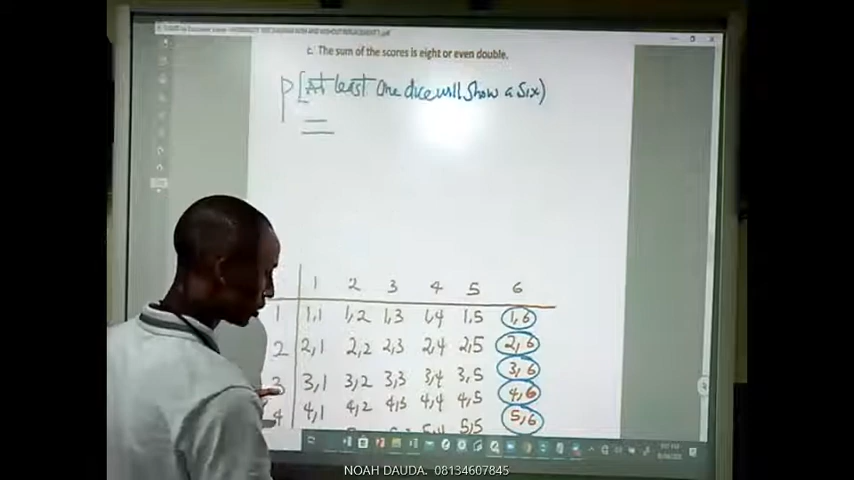 c. The sum of the scores is eight or even double.
P[At least one dice will show a six)
=
1 2 3 4 5 6
1 1,1 1,2 1,3 1,4 1,5 1,6
2 2,1 2,2 2,3 2,4 2,5 2,6
3 3,1 3,2 3,3 3,4 3,5 3,6
4 4,1 4,2 4,3 4,4 4,5 4,6
5,4 5,5 5,6
NOAH DAUDA. 08134607845